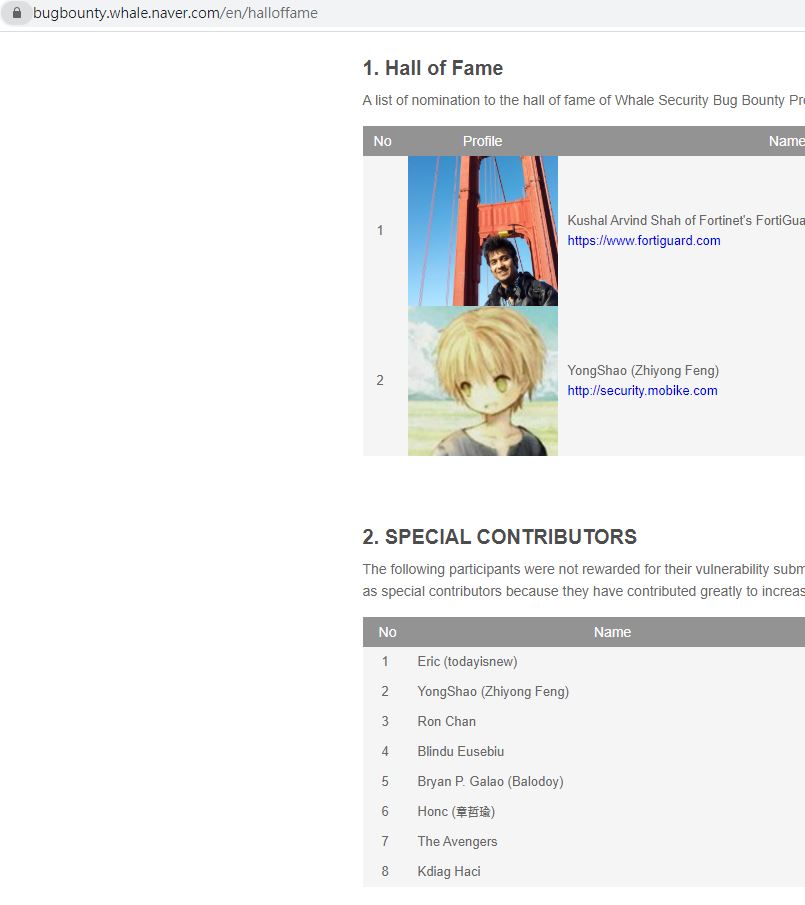 bugbounty.whale.naver.com/en/halloffame
1. Hall of Fame
A list of nomination to the hall of fame of Whale Security Bug Bounty
No Profile Name
1 Kushal Arvind Shah of Fortinet's
https://www.fortiguard.com
2 YongShao (Zhiyong Feng)
http://security.mobike.com
2. SPECIAL CONTRIBUTORS
The following participants were not rewarded for their vulnerability
as special contributors because they have contributed greatly to
No Name
1 Eric (todayisnew)
2 YongShao (Zhiyong Feng)
3 Ron Chan
4 Blindu Eusebiu
5 Bryan P. Galao (Balodoy)
6 Honc (章哲瑜)
7 The Avengers
8 Kdiag Haci